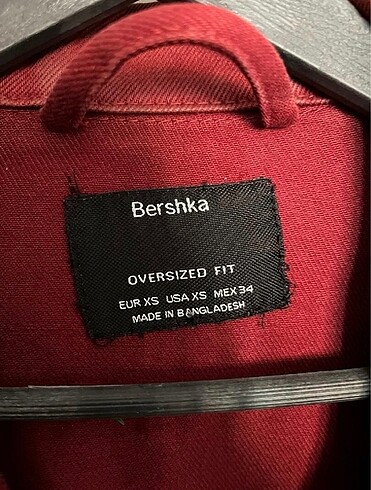 Bershka
OVERSIZED FIT
EUR XS USA XS MEX 34
MADE IN BANGLADESH